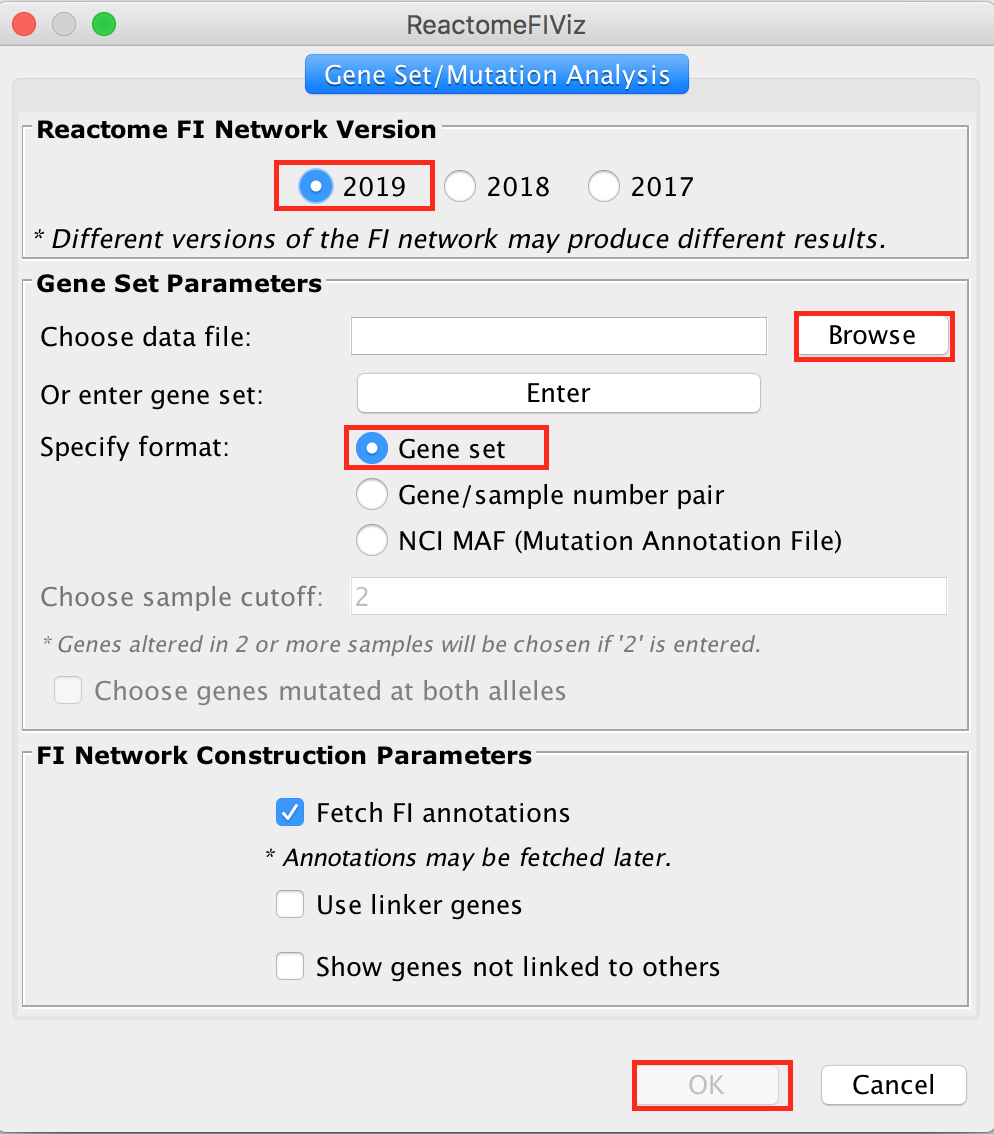 ReactomeFIViz
Gene Set/Mutation Analysis
Reactome FI Network Version
2019 2018 2017
* Different versions of the FI network may produce different results.
Gene Set Parameters
Choose data file: Browse
Or enter gene set: Enter
Specify format: Gene set
Gene/sample number pair
NCI MAF (Mutation Annotation File)
Choose sample cutoff: 2
* Genes altered in 2 or more samples will be chosen if '2' is entered.
Choose genes mutated at both alleles
FI Network Construction Parameters
Fetch FI annotations
* Annotations may be fetched later.
Use linker genes
Show genes not linked to others
OK Cancel